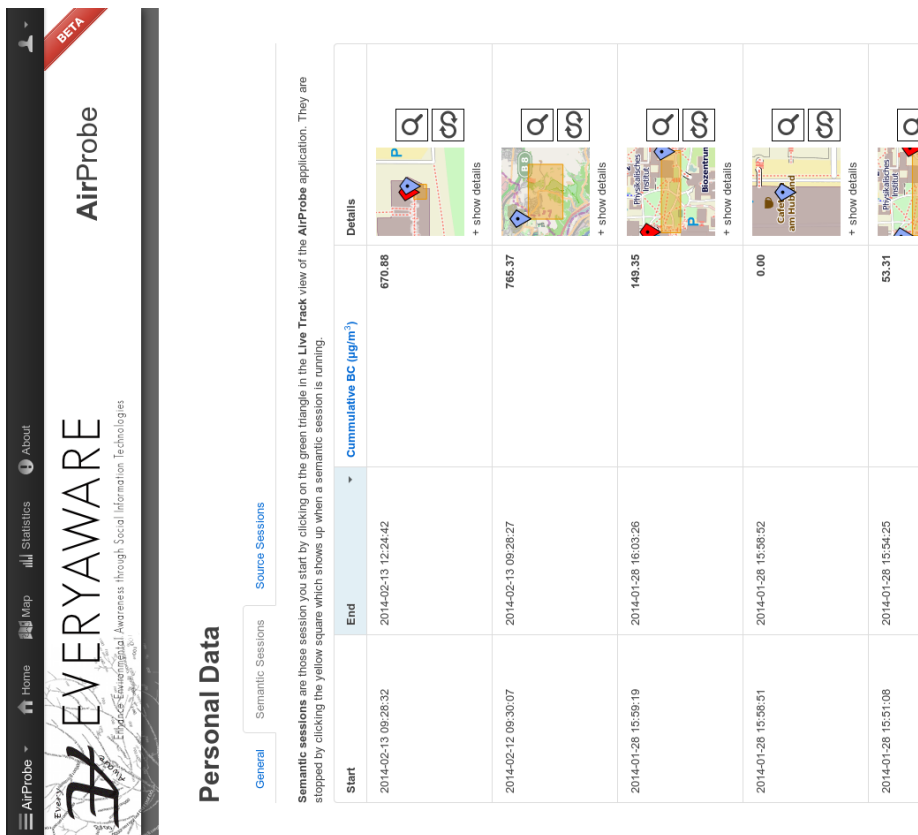 AirProbe Home Map Statistics About
BETA
Every
Aware
EVERYAWARE
Enhance Environmental Awareness through Social Information Technologies
AirProbe
Personal Data
General Semantic Sessions Source Sessions
Semantic sessions are those session you start by clicking on the green triangle in the Live Track view of the AirProbe application. They are
stopped by clicking the yellow square which shows up when a semantic session is running.
Start End Cummulative BC (µg/m³) Details
2014-02-13 09:28:32 2014-02-13 12:24:42 670.88
P
+ show details
2014-02-12 09:30:07 2014-02-13 09:28:27 765.37
B 8
+ show details
2014-01-28 15:59:19 2014-01-28 16:03:26 149.35
Physikalisches
Institut
P
Biozentrum
+ show details
2014-01-28 15:58:51 2014-01-28 15:58:52 0.00
am Hubland
+ show details
2014-01-28 15:51:08 2014-01-28 15:54:25 53.31
Physikalisches
Institut